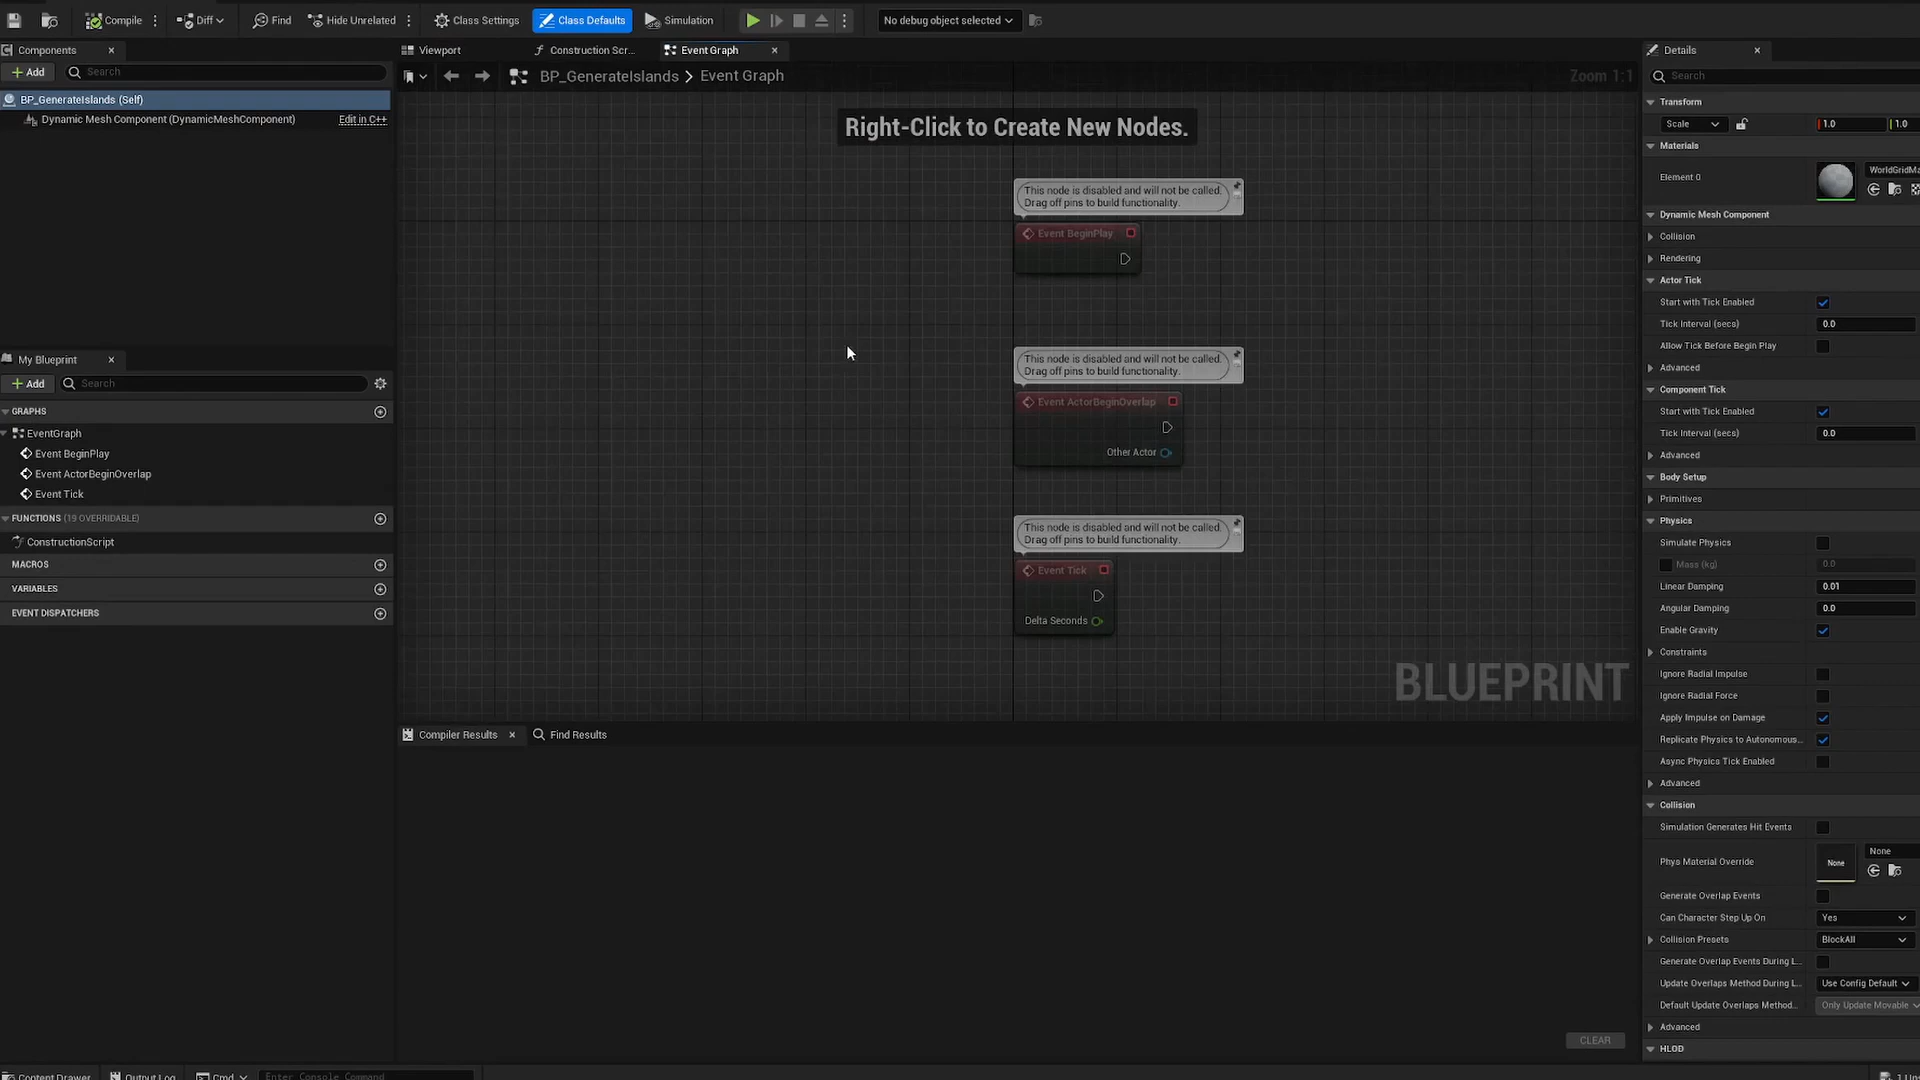 Compile
Diff
Find
Hide Unrelated
Class Settings
Class Defaults
Simulation
No debug object selected
Components
Add
Search
BP_GenerateIslands (Self)
Dynamic Mesh Component (DynamicMeshComponent)
Edit in C++
My Blueprint
Add
Search
GRAPHS
EventGraph
Event BeginPlay
Event ActorBeginOverlap
Event Tick
FUNCTIONS (19 OVERRIDABLE)
ConstructionScript
MACROS
VARIABLES
EVENT DISPATCHERS
Viewport
Construction Scr...
Event Graph
BP_GenerateIslands > Event Graph
Zoom 1:1
Right-Click to Create New Nodes.
This node is disabled and will not be called.
Drag off pins to build functionality.
Event BeginPlay
This node is disabled and will not be called.
Drag off pins to build functionality.
Event ActorBeginOverlap
Other Actor
This node is disabled and will not be called.
Drag off pins to build functionality.
Event Tick
Delta Seconds
BLUEPRINT
Compiler Results
Find Results
CLEAR
Details
Search
Transform
Scale
1.0
1.0
Materials
Element 0
WorldGridMa
Dynamic Mesh Component
Collision
Rendering
Actor Tick
Start with Tick Enabled
Tick Interval (secs)
0.0
Allow Tick Before Begin Play
Advanced
Component Tick
Start with Tick Enabled
Tick Interval (secs)
0.0
Advanced
Body Setup
Primitives
Physics
Simulate Physics
Mass (kg)
0.0
Linear Damping
0.01
Angular Damping
0.0
Enable Gravity
Constraints
Ignore Radial Impulse
Ignore Radial Force
Apply Impulse on Damage
Replicate Physics to Autonomous...
Async Physics Tick Enabled
Advanced
Collision
Simulation Generates Hit Events
Phys Material Override
None
None
Generate Overlap Events
Can Character Step Up On
Yes
Collision Presets
BlockAll
Generate Overlap Events During L...
Update Overlaps Method During L...
Use Config Default
Default Update Overlaps Method...
Only Update Movable
Advanced
HLOD
Content Drawer
Output Log
Cmd
Enter Console Command